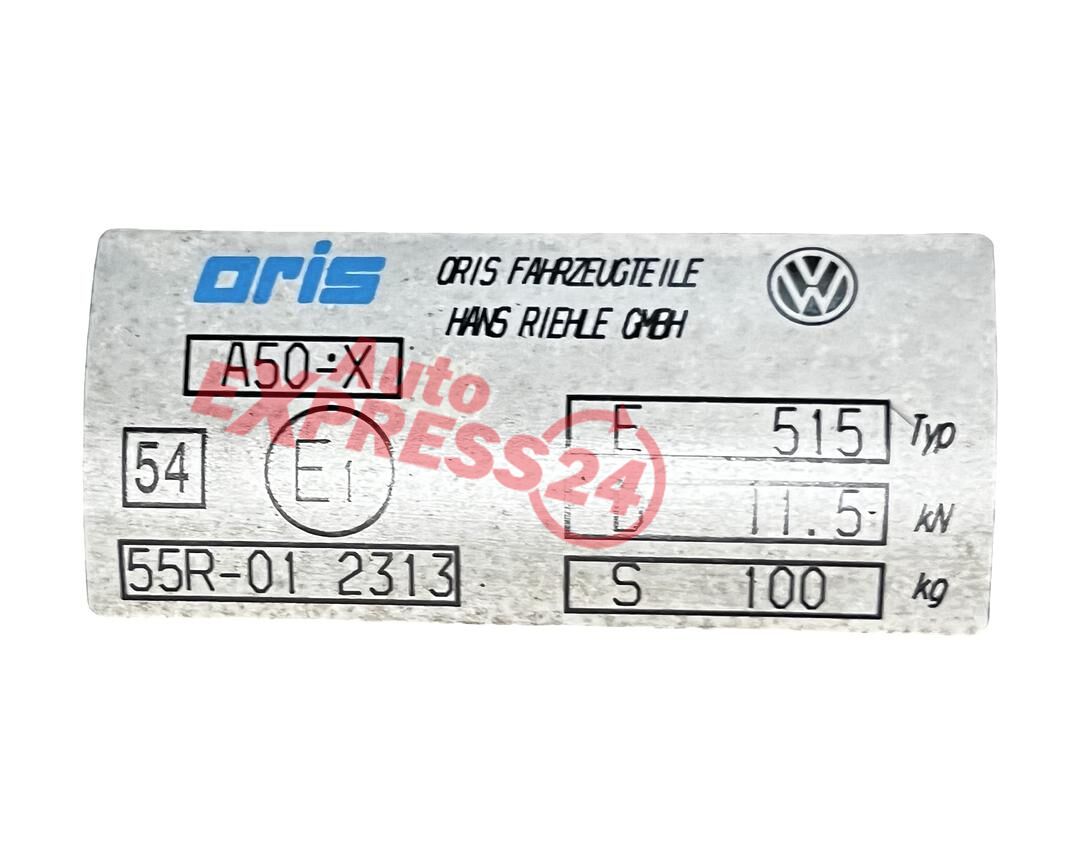 oris
ORIS FAHRZEUGTEILE
HANS RIEHLE GMBH
A50-X
E 515 Typ
54
E1
D 11.5 kN
55R-01 2313
S 100 kg
Auto
EXPRESS24